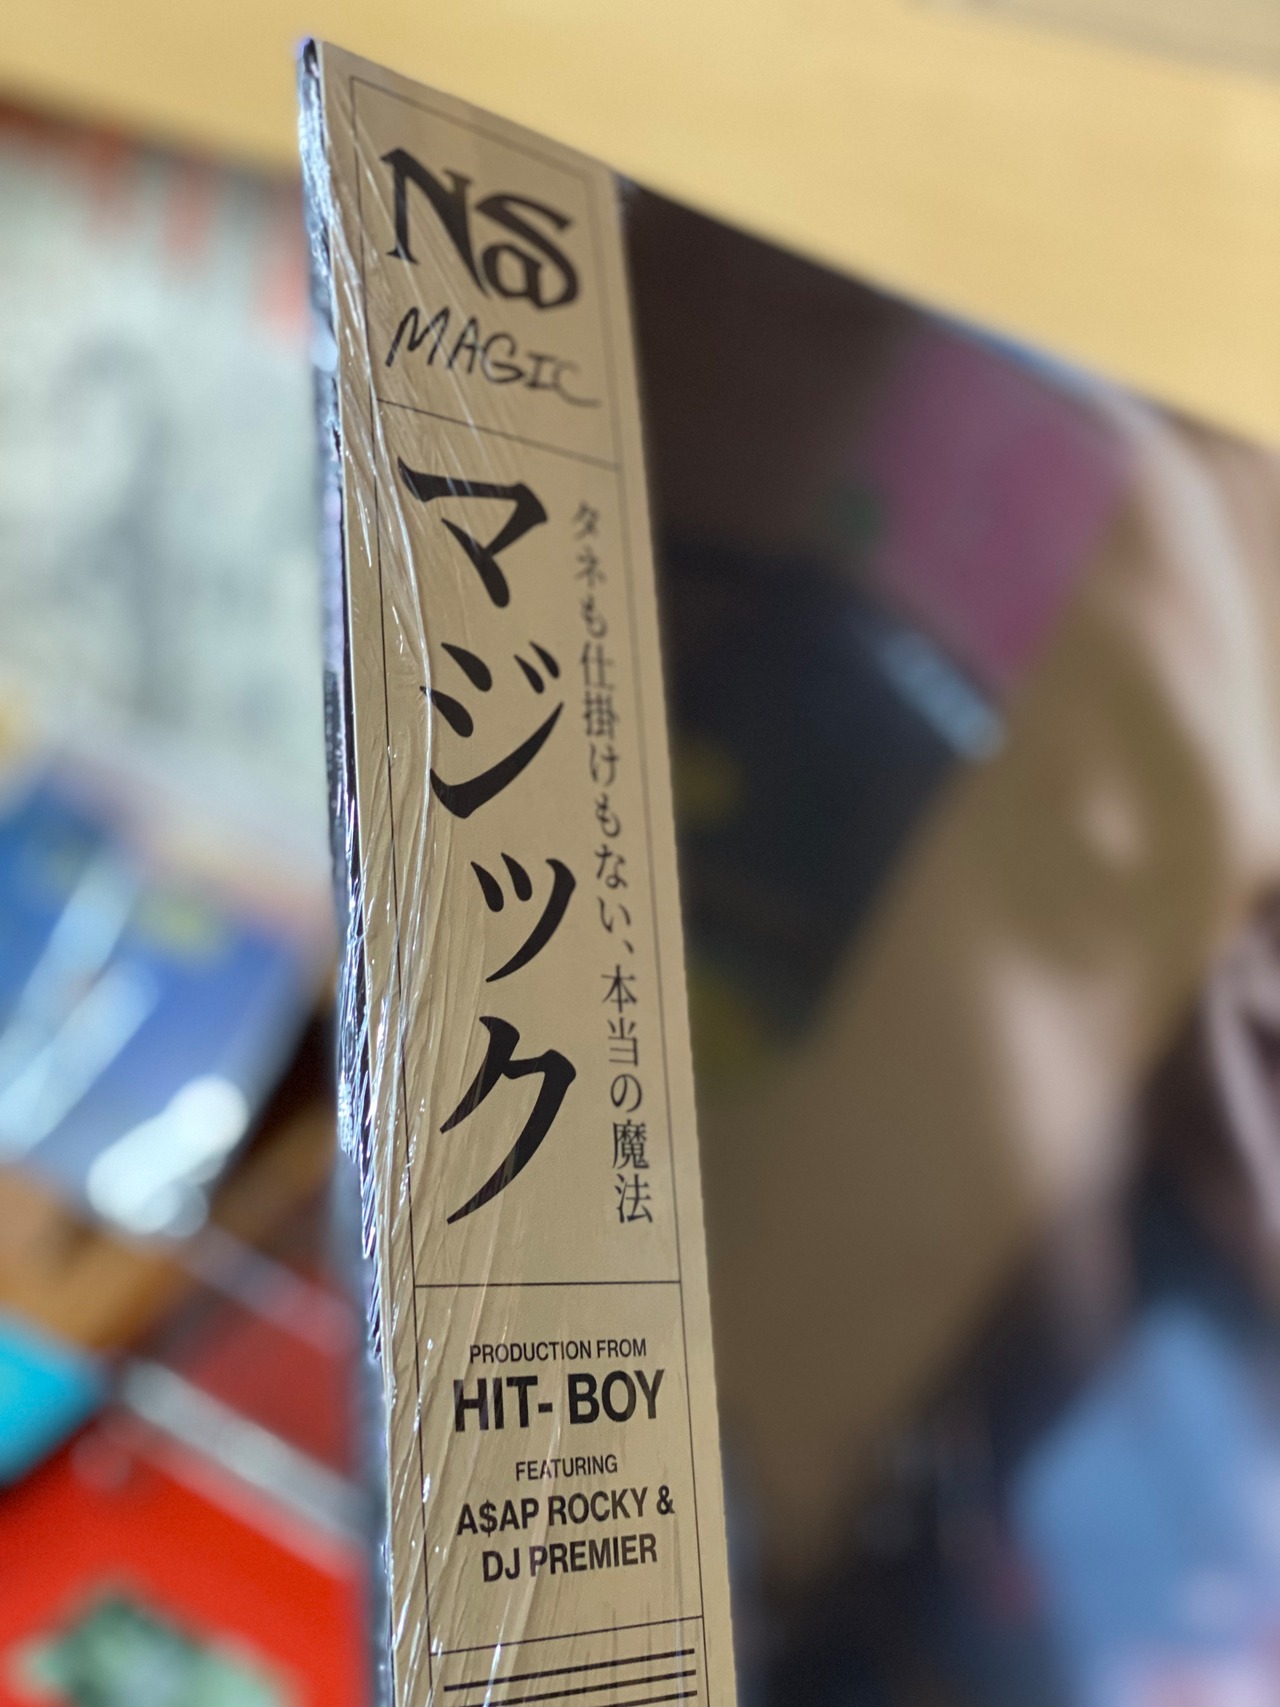 Nas
MAGIC
マジック
タネも仕掛けもない、本当の魔法
PRODUCTION FROM
HIT- BOY
FEATURING
A$AP ROCKY &
DJ PREMIER